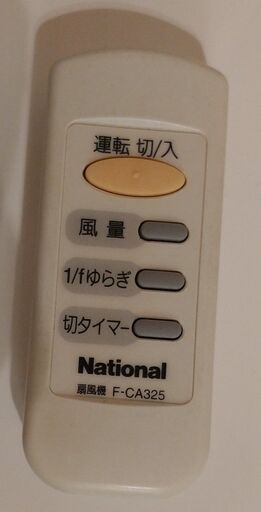 運転 切/入
風量
1/fゆらぎ
切タイマー
National
扇風機 F-CA325